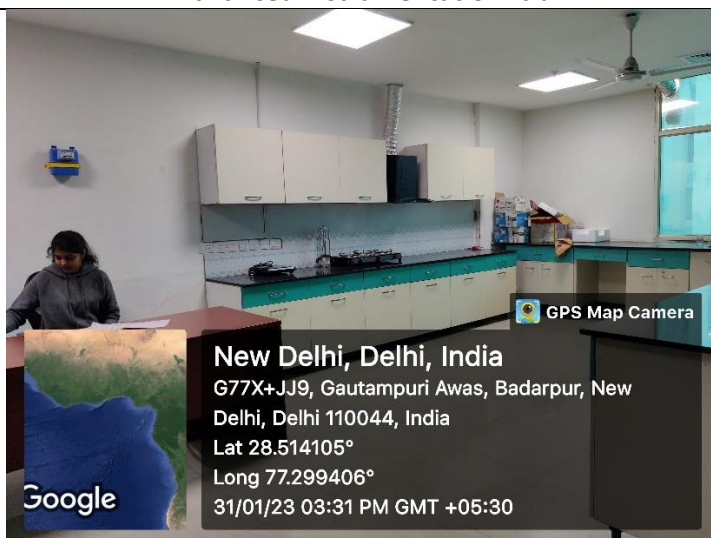 GPS Map Camera
New Delhi, Delhi, India
G77X+JJ9, Gautampuri Awas, Badarpur, New
Delhi, Delhi 110044, India
Lat 28.514105°
Long 77.299406°
31/01/23 03:31 PM GMT +05:30
Google